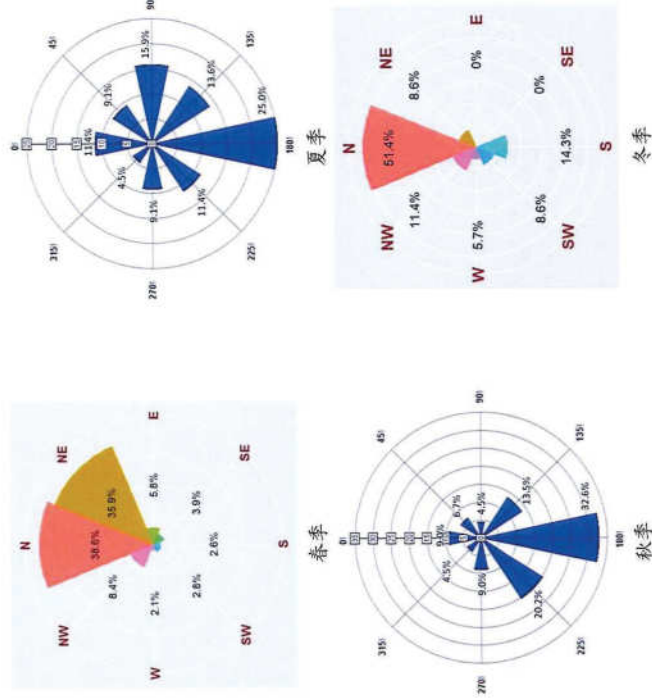 N
NW NE
38.6% 35.9%
8.4% 5.8%
W E
2.1% 3.9%
2.8% 2.6%
SW SE
S
春季
0!
315! 45!
11.4% 9.1%
4.5% 15.9%
270! 90!
9.1% 13.6%
11.4% 25.0%
225! 135!
180!
夏季
0!
315! 45!
9.0% 6.7%
4.5% 4.5%
270! 90!
9.0% 13.5%
20.2% 32.6%
225! 135!
180!
秋季
N
NW NE
51.4%
11.4% 8.6%
W E
5.7% 0%
8.6% 14.3% 0%
SW SE
S
冬季